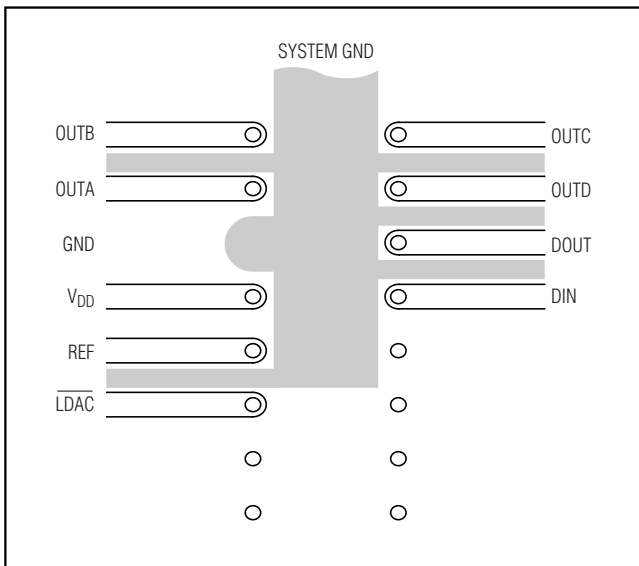 SYSTEM GND
OUTB
OUTC
OUTA
OUTD
GND
DOUT
VDD
DIN
REF
LDAC